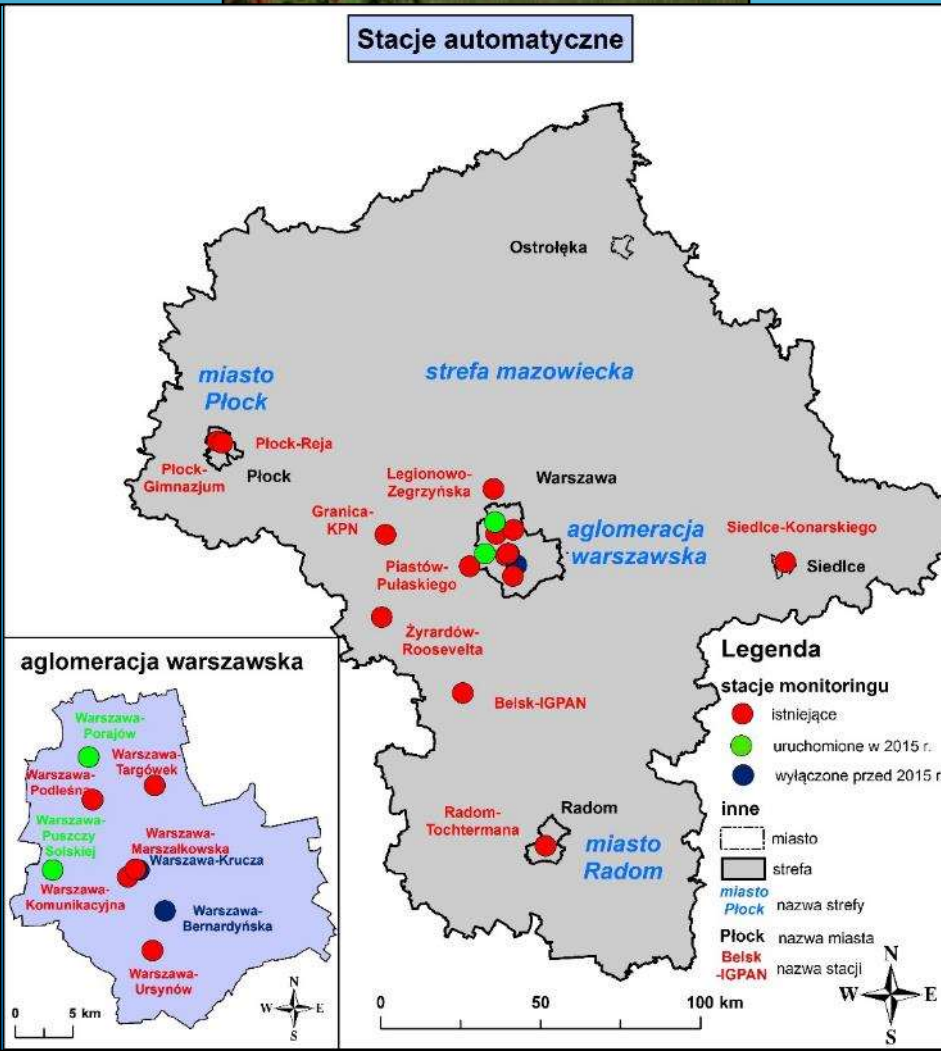 Stacje automatyczne
Ostrołęka
miasto
Płock
strefa mazowiecka
Płock-Reja
Płock-
Gimnazjum
Płock
Legionowo-
Zegrzyńska
Warszawa
Granica-
KPN
aglomeracja
warszawska
Siedlce-Konarskiego
Siedlce
Piastów-
Pułaskiego
Żyrardów-
Roosevelta
Belsk-IGPAN
Radom-
Tochtermana
Radom
miasto
Radom
aglomeracja warszawska
Warszawa-
Porajów
Warszawa-
Targówek
Warszawa-
Podleśna
Warszawa-
Puszczy
Solskiej
Warszawa-
Marszałkowska
Warszawa-Krucza
Warszawa-
Komunikacyjna
Warszawa-
Bernardyńska
Warszawa-
Ursynów
0 5 km
N
W E
S
Legenda
stacje monitoringu
istniejące
uruchomione w 2015 r.
wyłączone przed 2015 r
inne
miasto
strefa
miasto
Płock nazwa strefy
Płock nazwa miasta
Belsk
-IGPAN nazwa stacji
0 50 100 km
N
W E
S